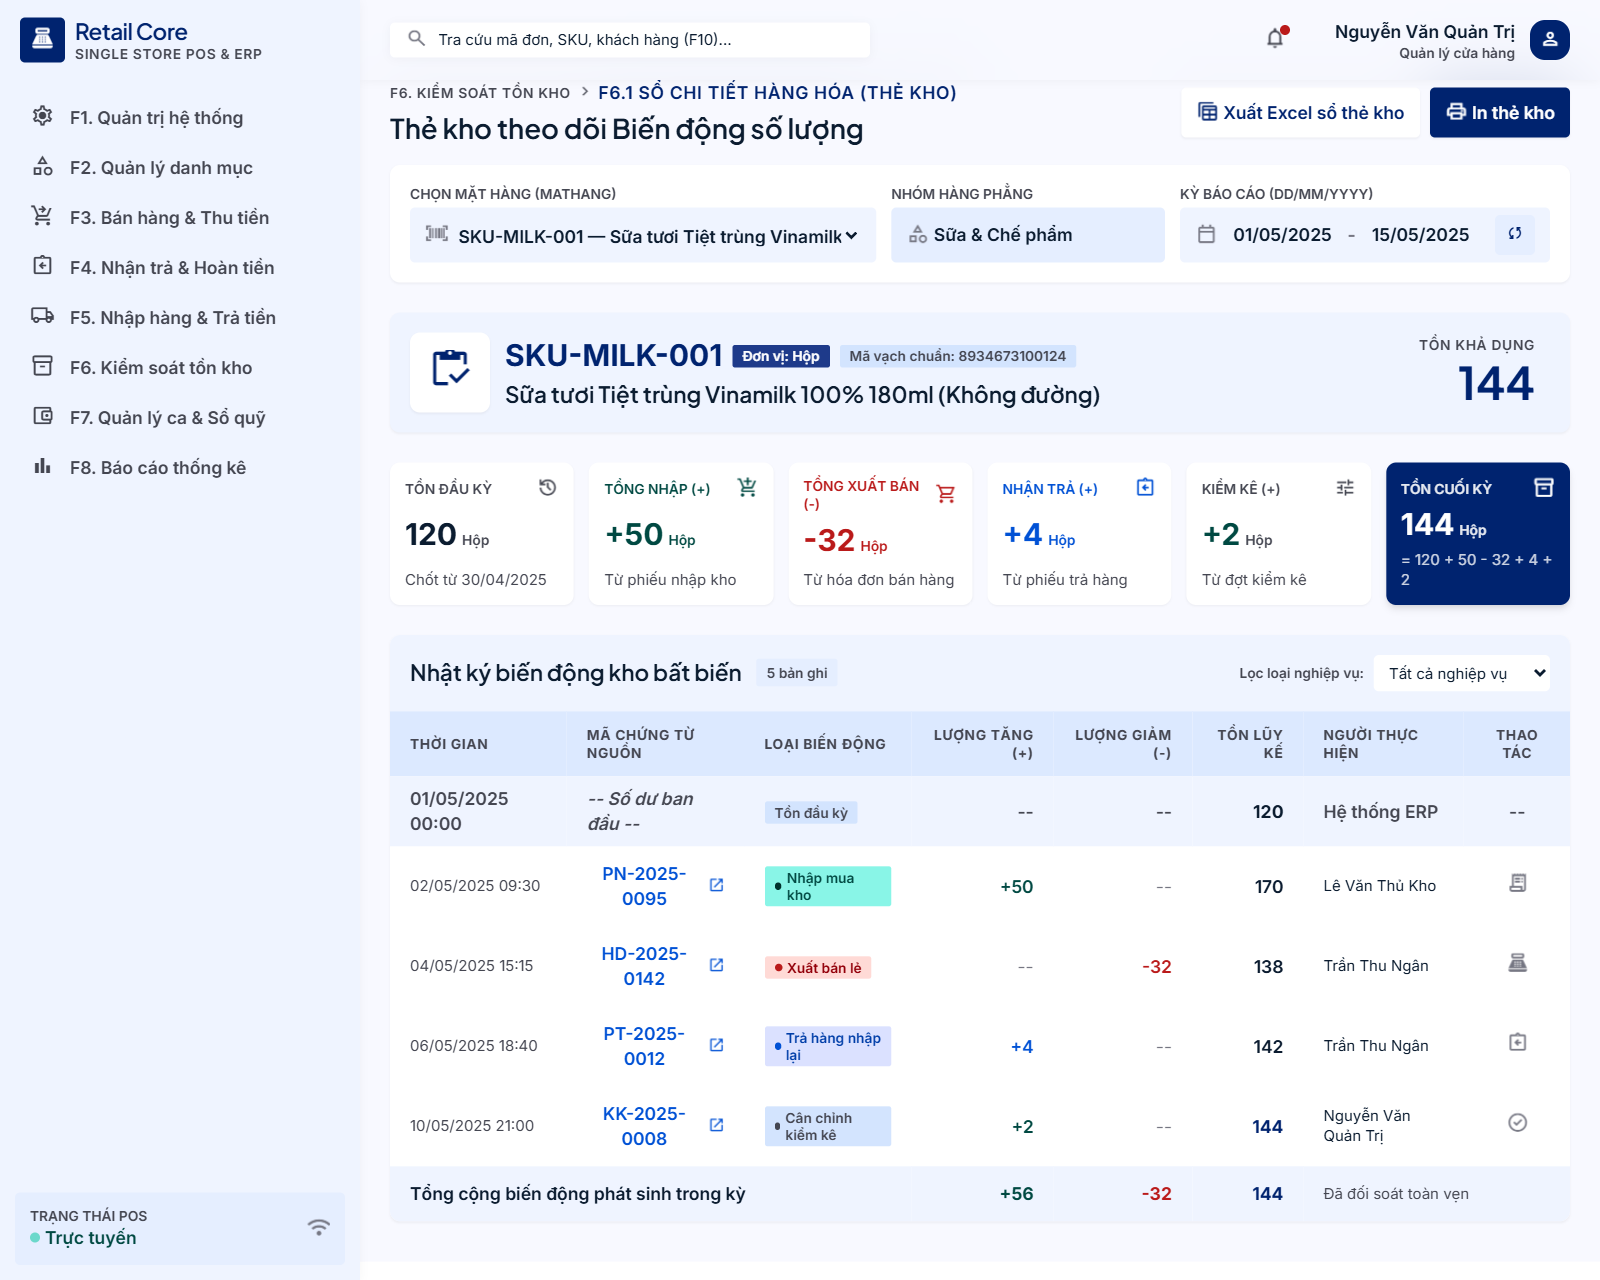 Retail Core
SINGLE STORE POS & ERP
F1. Quản trị hệ thống
F2. Quản lý danh mục
F3. Bán hàng & Thu tiền
F4. Nhận trả & Hoàn tiền
F5. Nhập hàng & Trả tiền
F6. Kiểm soát tồn kho
F7. Quản lý ca & Sổ quỹ
F8. Báo cáo thống kê
TRẠNG THÁI POS
Trực tuyến
Tra cứu mã đơn, SKU, khách hàng (F10)...
Nguyễn Văn Quản Trị
Quản lý cửa hàng
F6. KIỂM SOÁT TỒN KHO > F6.1 SỔ CHI TIẾT HÀNG HÓA (THẺ KHO)
Thẻ kho theo dõi Biến động số lượng
Xuất Excel sổ thẻ kho
In thẻ kho
CHỌN MẶT HÀNG (MATHANG)
SKU-MILK-001 — Sữa tươi Tiệt trùng Vinamilk
NHÓM HÀNG PHẲNG
Sữa & Chế phẩm
KỲ BÁO CÁO (DD/MM/YYYY)
01/05/2025 - 15/05/2025
SKU-MILK-001 Đơn vị: Hộp Mã vạch chuẩn: 8934673100124
Sữa tươi Tiệt trùng Vinamilk 100% 180ml (Không đường)
TỒN KHẢ DỤNG
144
TỒN ĐẦU KỲ
120 Hộp
Chốt từ 30/04/2025
TỔNG NHẬP (+)
+50 Hộp
Từ phiếu nhập kho
TỔNG XUẤT BÁN
(-)
-32 Hộp
Từ hóa đơn bán hàng
NHẬN TRẢ (+)
+4 Hộp
Từ phiếu trả hàng
KIỂM KÊ (+)
+2 Hộp
Từ đợt kiểm kê
TỒN CUỐI KỲ
144 Hộp
= 120 + 50 - 32 + 4 +
2
Nhật ký biến động kho bất biến
5 bản ghi
Lọc loại nghiệp vụ:
Tất cả nghiệp vụ
THỜI GIAN
MÃ CHỨNG TỪ
NGUỒN
LOẠI BIẾN ĐỘNG
LƯỢNG TĂNG
(+)
LƯỢNG GIẢM
(-)
TỒN LŨY
KẾ
NGƯỜI THỰC
HIỆN
THAO
TÁC
01/05/2025
00:00
-- Số dư ban
đầu --
Tồn đầu kỳ
--
--
120
Hệ thống ERP
--
02/05/2025 09:30
PN-2025-
0095
Nhập mua
kho
+50
--
170
Lê Văn Thủ Kho
04/05/2025 15:15
HD-2025-
0142
Xuất bán lẻ
--
-32
138
Trần Thu Ngân
06/05/2025 18:40
PT-2025-
0012
Trả hàng nhập
lại
+4
--
142
Trần Thu Ngân
10/05/2025 21:00
KK-2025-
0008
Cân chỉnh
kiểm kê
+2
--
144
Nguyễn Văn
Quản Trị
Tổng cộng biến động phát sinh trong kỳ
+56
-32
144
Đã đối soát toàn vẹn